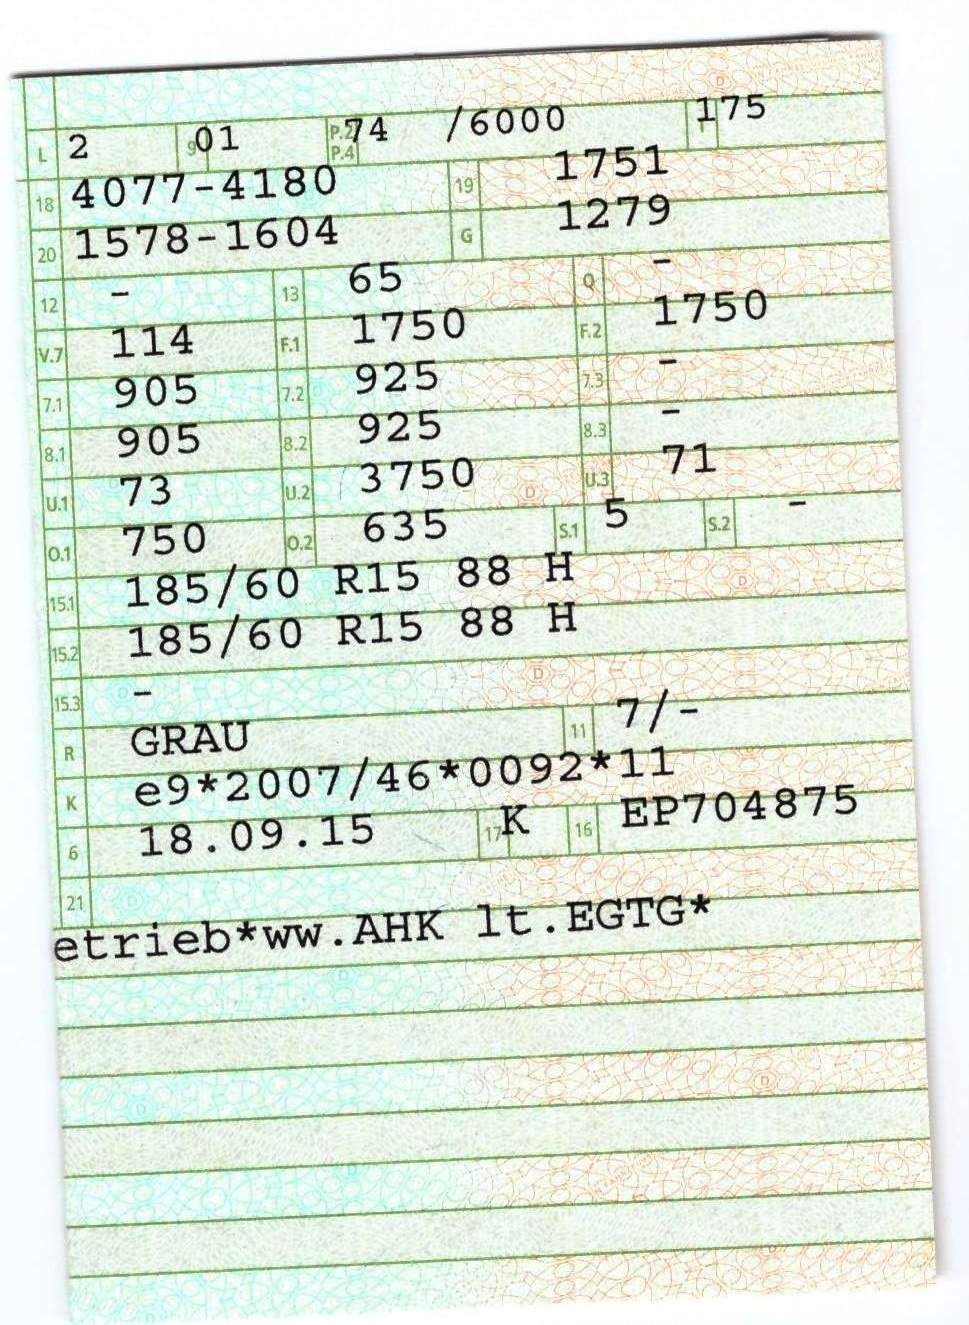 L 2 9 01 P.2 P.4 74 /6000 T 175
18 4077-4180 19 1751
20 1578-1604 G 1279
12 - 13 65 Q -
V.7 114 F.1 1750 F.2 1750
7.1 905 7.2 925 7.3 -
8.1 905 8.2 925 8.3 -
U.1 73 U.2 3750 U.3 71
O.1 750 O.2 635 S.1 5 S.2 -
15.1 185/60 R15 88 H
15.2 185/60 R15 88 H
15.3 -
R GRAU 11 7/-
K e9*2007/46*0092*11
6 18.09.15 17 K 16 EP704875
21
etrieb*ww.AHK lt.EGTG*